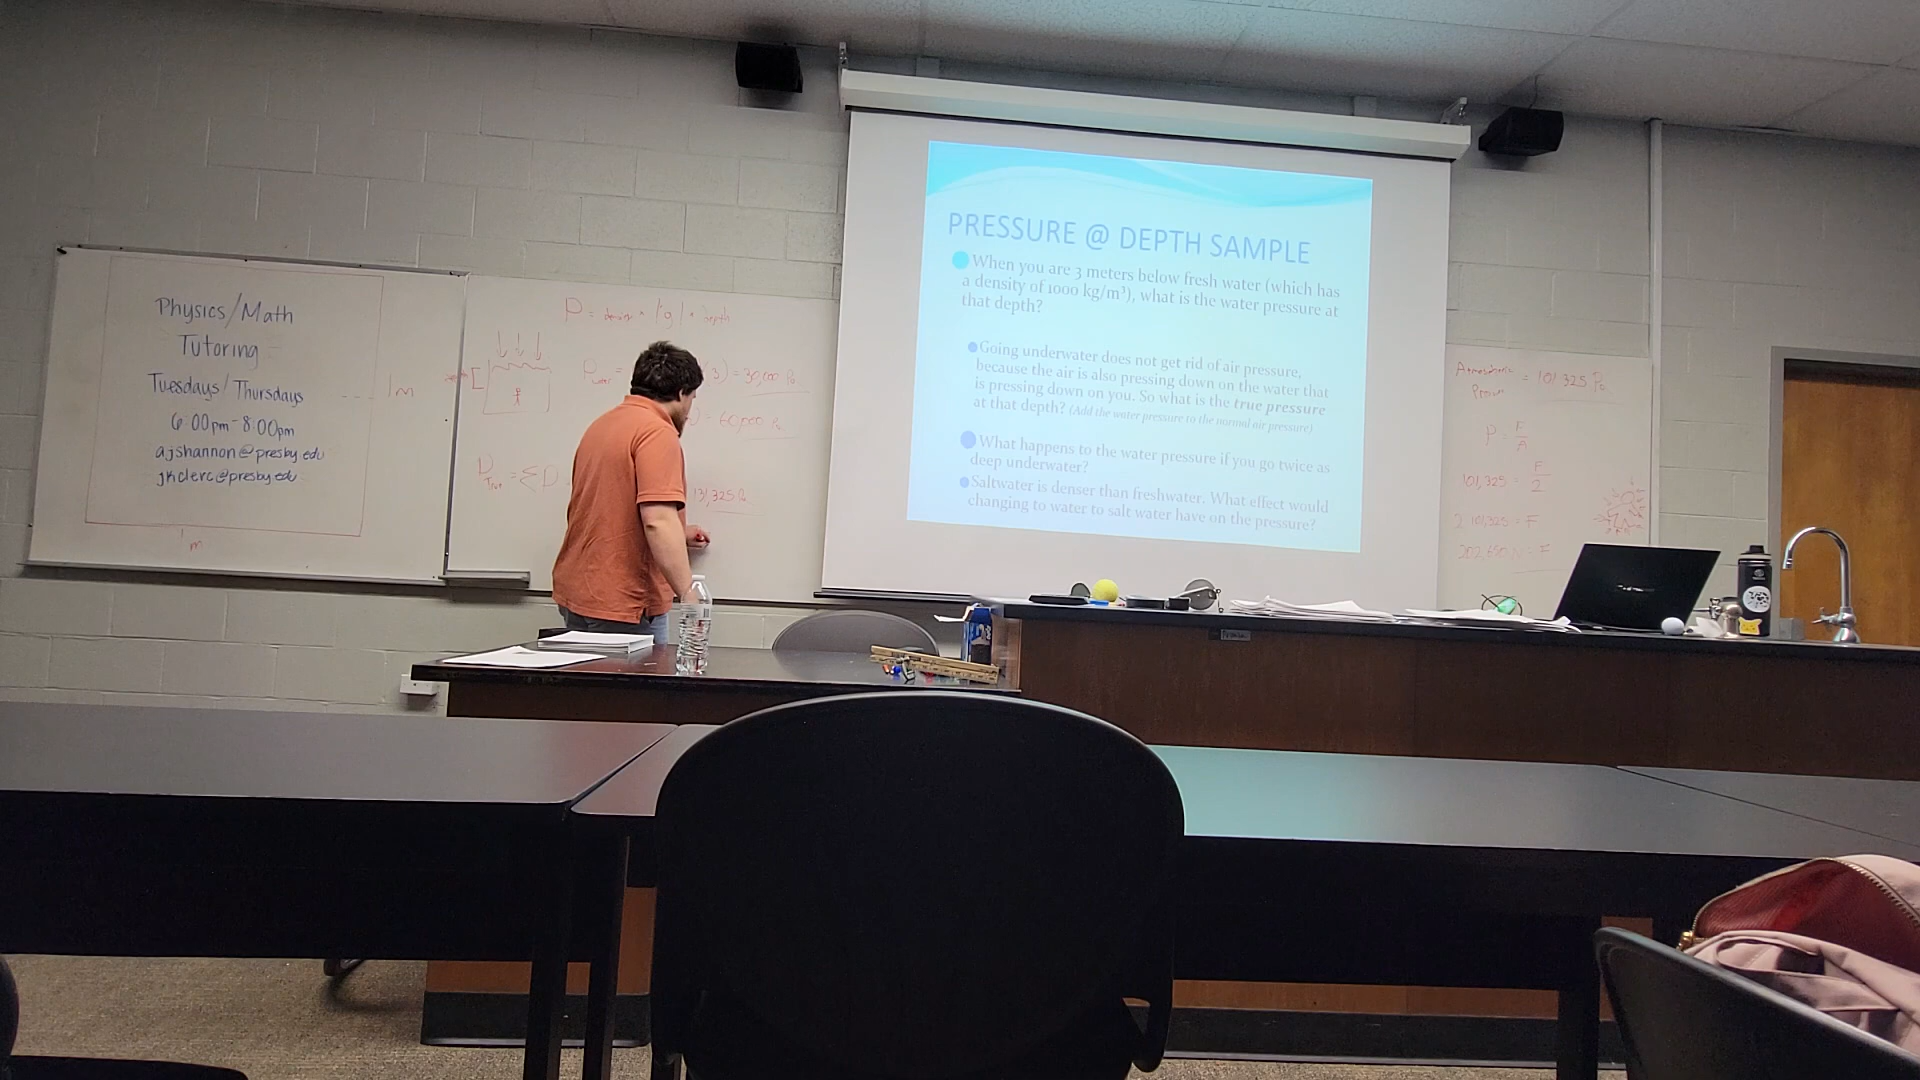 Physics/Math
Tutoring
Tuesdays/Thursdays
6:00pm-8:00pm
ajshannon@presby.edu
jkclerc@presby.edu
1m
m
P = × |g| × Depth
3) = 30,000 Pa
= 60,000 Pa
131,325 Pa
PRESSURE @ DEPTH SAMPLE
When you are 3 meters below fresh water (which has
a density of 1000 kg/m³), what is the water pressure at
that depth?
Going underwater does not get rid of air pressure,
because the air is also pressing down on the water that
is pressing down on you. So what is the true pressure
at that depth? (Add the water pressure to the normal air pressure)
What happens to the water pressure if you go twice as
deep underwater?
Saltwater is denser than freshwater. What effect would
changing to water to salt water have on the pressure?
Atmospheric = 101,325 Pa
P = F/A
101,325 = F/2
2·101,325 = F
202,650 N = F